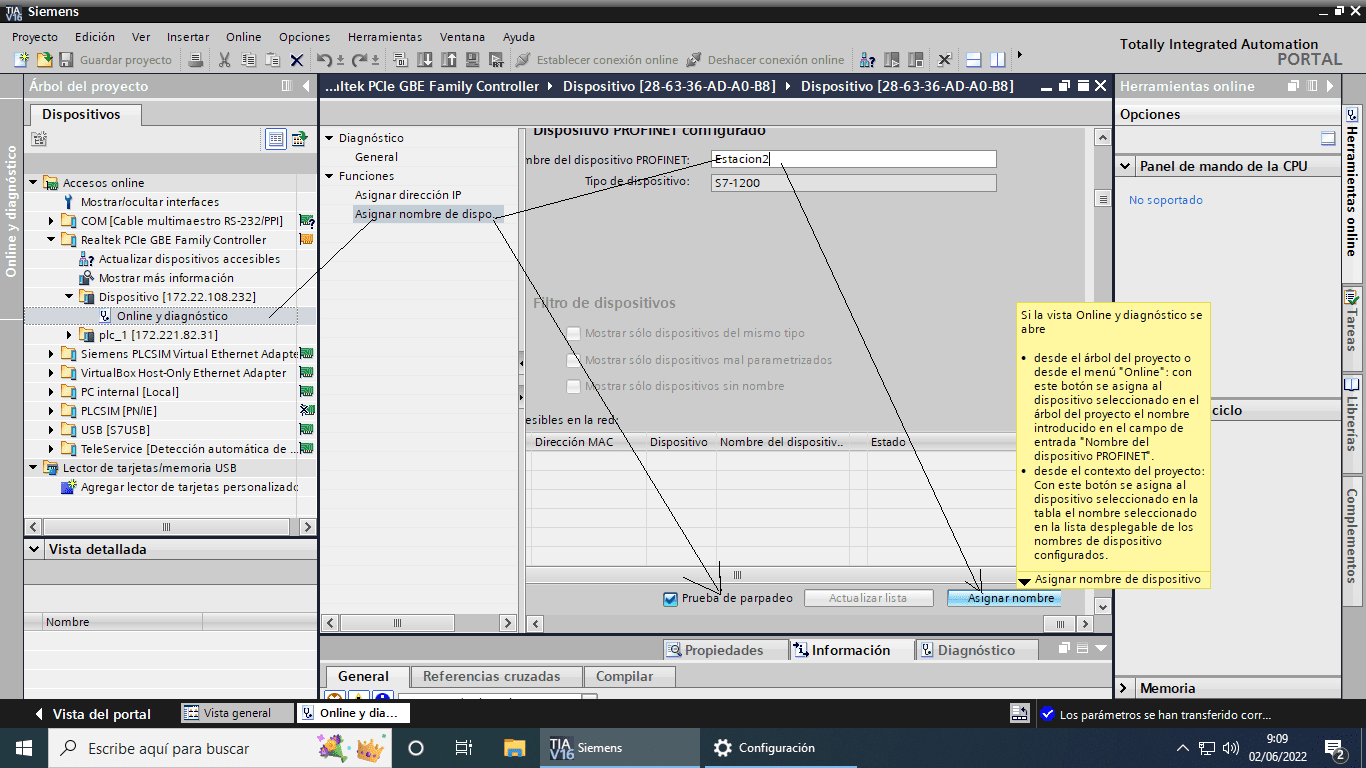 TIA V16 Siemens
Proyecto Edición Ver Insertar Online Opciones Herramientas Ventana Ayuda
Totally Integrated Automation
PORTAL
Guardar proyecto
Establecer conexión online
Deshacer conexión online
Árbol del proyecto
Dispositivos
Online y diagnóstico
Accesos online
Mostrar/ocultar interfaces
COM [Cable multimaestro RS-232/PPI]
Realtek PCIe GBE Family Controller
Actualizar dispositivos accesibles
Mostrar más información
Dispositivo [172.22.108.232]
Online y diagnóstico
plc_1 [172.221.82.31]
Siemens PLCSIM Virtual Ethernet Adapte
VirtualBox Host-Only Ethernet Adapter
PC internal [Local]
PLCSIM [PN/IE]
USB [S7USB]
TeleService [Detección automática de ...
Lector de tarjetas/memoria USB
Agregar lector de tarjetas personalizado
Vista detallada
Nombre
...altek PCIe GBE Family Controller Dispositivo [28-63-36-AD-A0-B8] Dispositivo [28-63-36-AD-A0-B8]
Diagnóstico
General
Funciones
Asignar dirección IP
Asignar nombre de dispo..
Dispositivo PROFINET configurado
mbre del dispositivo PROFINET: Estacion2
Tipo de dispositivo: S7-1200
Filtro de dispositivos
Mostrar sólo dispositivos del mismo tipo
Mostrar sólo dispositivos mal parametrizados
Mostrar sólo dispositivos sin nombre
esibles en la red:
Dirección MAC Dispositivo Nombre del dispositiv.. Estado
Prueba de parpadeo Actualizar lista Asignar nombre
Propiedades Información Diagnóstico
General Referencias cruzadas Compilar
Herramientas online
Opciones
Panel de mando de la CPU
No soportado
Si la vista Online y diagnóstico se
abre
• desde el árbol del proyecto o
desde el menú "Online": con
este botón se asigna al
dispositivo seleccionado en el
árbol del proyecto el nombre
introducido en el campo de
entrada "Nombre del
dispositivo PROFINET".
• desde el contexto del proyecto:
Con este botón se asigna al
dispositivo seleccionado en la
tabla el nombre seleccionado
en la lista desplegable de los
nombres de dispositivo
configurados.
Asignar nombre de dispositivo
ciclo
Memoria
Herramientas online
Tareas
Librerías
Complementos
Vista del portal Vista general Online y dia...
Los parámetros se han transferido corr...
Escribe aquí para buscar
TIA V16 Siemens
Configuración
9:09
02/06/2022
2